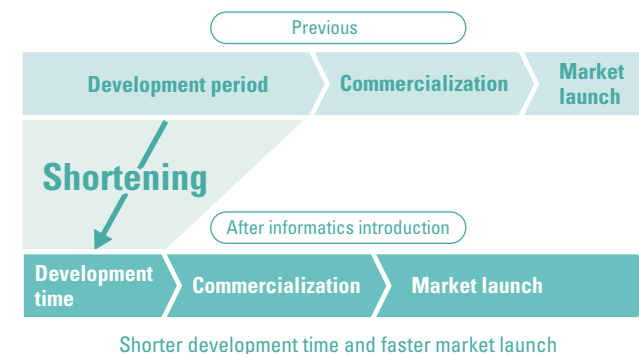 Previous
Development period
Commercialization
Market
launch
Shortening
After informatics introduction
Development
time
Commercialization
Market launch
Shorter development time and faster market launch